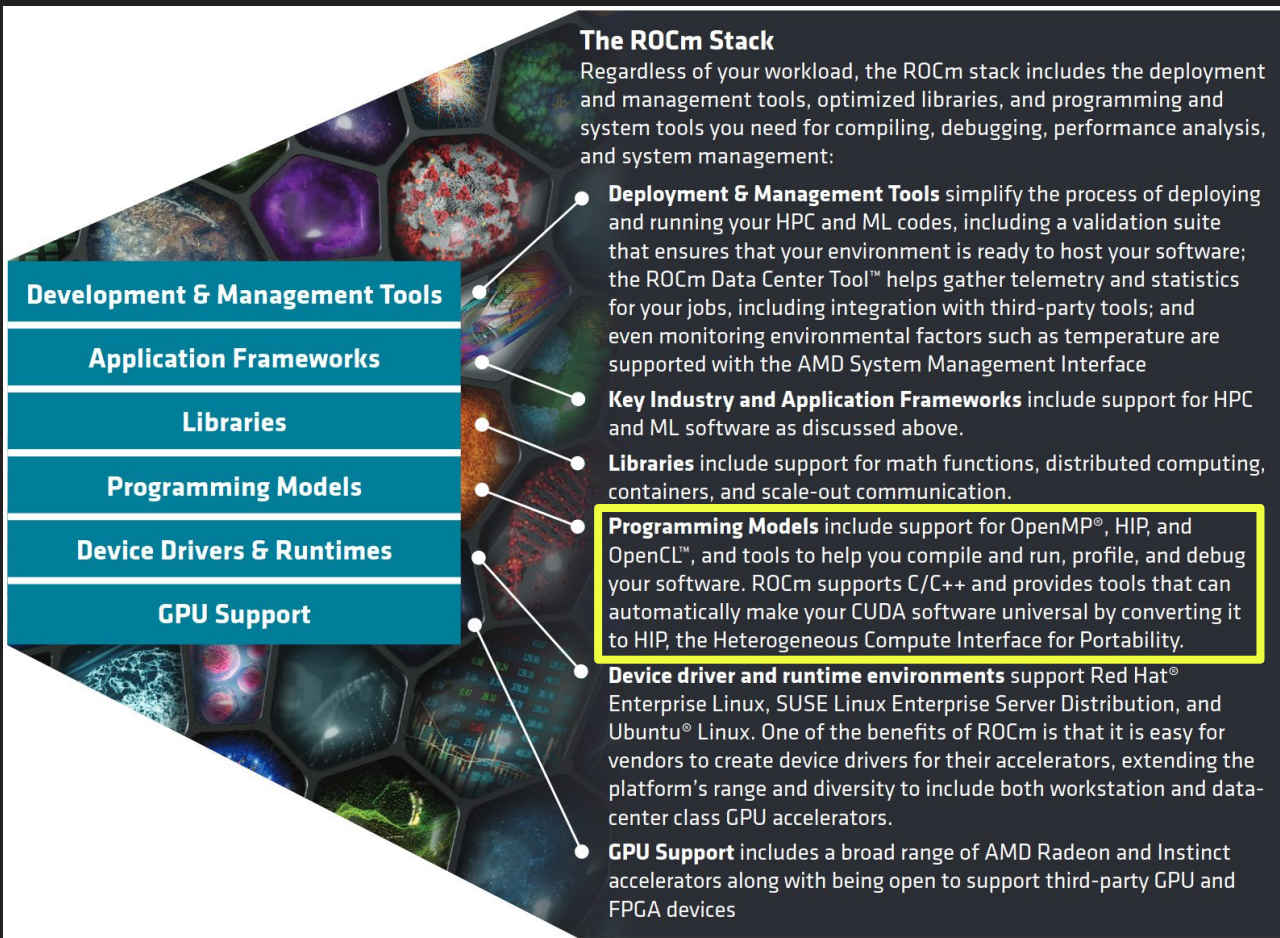 The ROCm Stack
Regardless of your workload, the ROCm stack includes the deployment
and management tools, optimized libraries, and programming and
system tools you need for compiling, debugging, performance analysis,
and system management:
Deployment & Management Tools simplify the process of deploying
and running your HPC and ML codes, including a validation suite
that ensures that your environment is ready to host your software;
the ROCm Data Center Tool™ helps gather telemetry and statistics
for your jobs, including integration with third-party tools; and
even monitoring environmental factors such as temperature are
supported with the AMD System Management Interface
Key Industry and Application Frameworks include support for HPC
and ML software as discussed above.
Libraries include support for math functions, distributed computing,
containers, and scale-out communication.
Programming Models include support for OpenMP®, HIP, and
OpenCL™, and tools to help you compile and run, profile, and debug
your software. ROCm supports C/C++ and provides tools that can
automatically make your CUDA software universal by converting it
to HIP, the Heterogeneous Compute Interface for Portability.
Device driver and runtime environments support Red Hat®
Enterprise Linux, SUSE Linux Enterprise Server Distribution, and
Ubuntu® Linux. One of the benefits of ROCm is that it is easy for
vendors to create device drivers for their accelerators, extending the
platform's range and diversity to include both workstation and data-
center class GPU accelerators.
GPU Support includes a broad range of AMD Radeon and Instinct
accelerators along with being open to support third-party GPU and
FPGA devices
Development & Management Tools
Application Frameworks
Libraries
Programming Models
Device Drivers & Runtimes
GPU Support